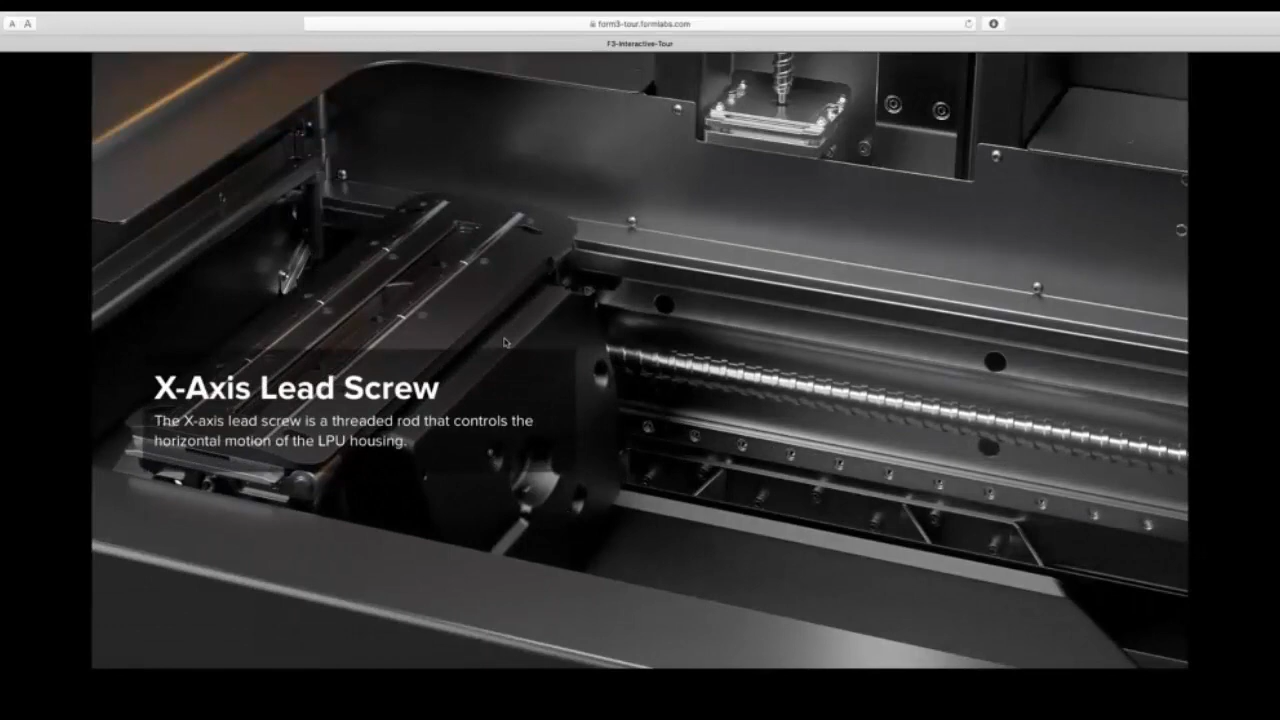 A A form3-tour.formlabs.com
F3-Interactive-Tour
X-Axis Lead Screw
The X-axis lead screw is a threaded rod that controls the
horizontal motion of the LPU housing.